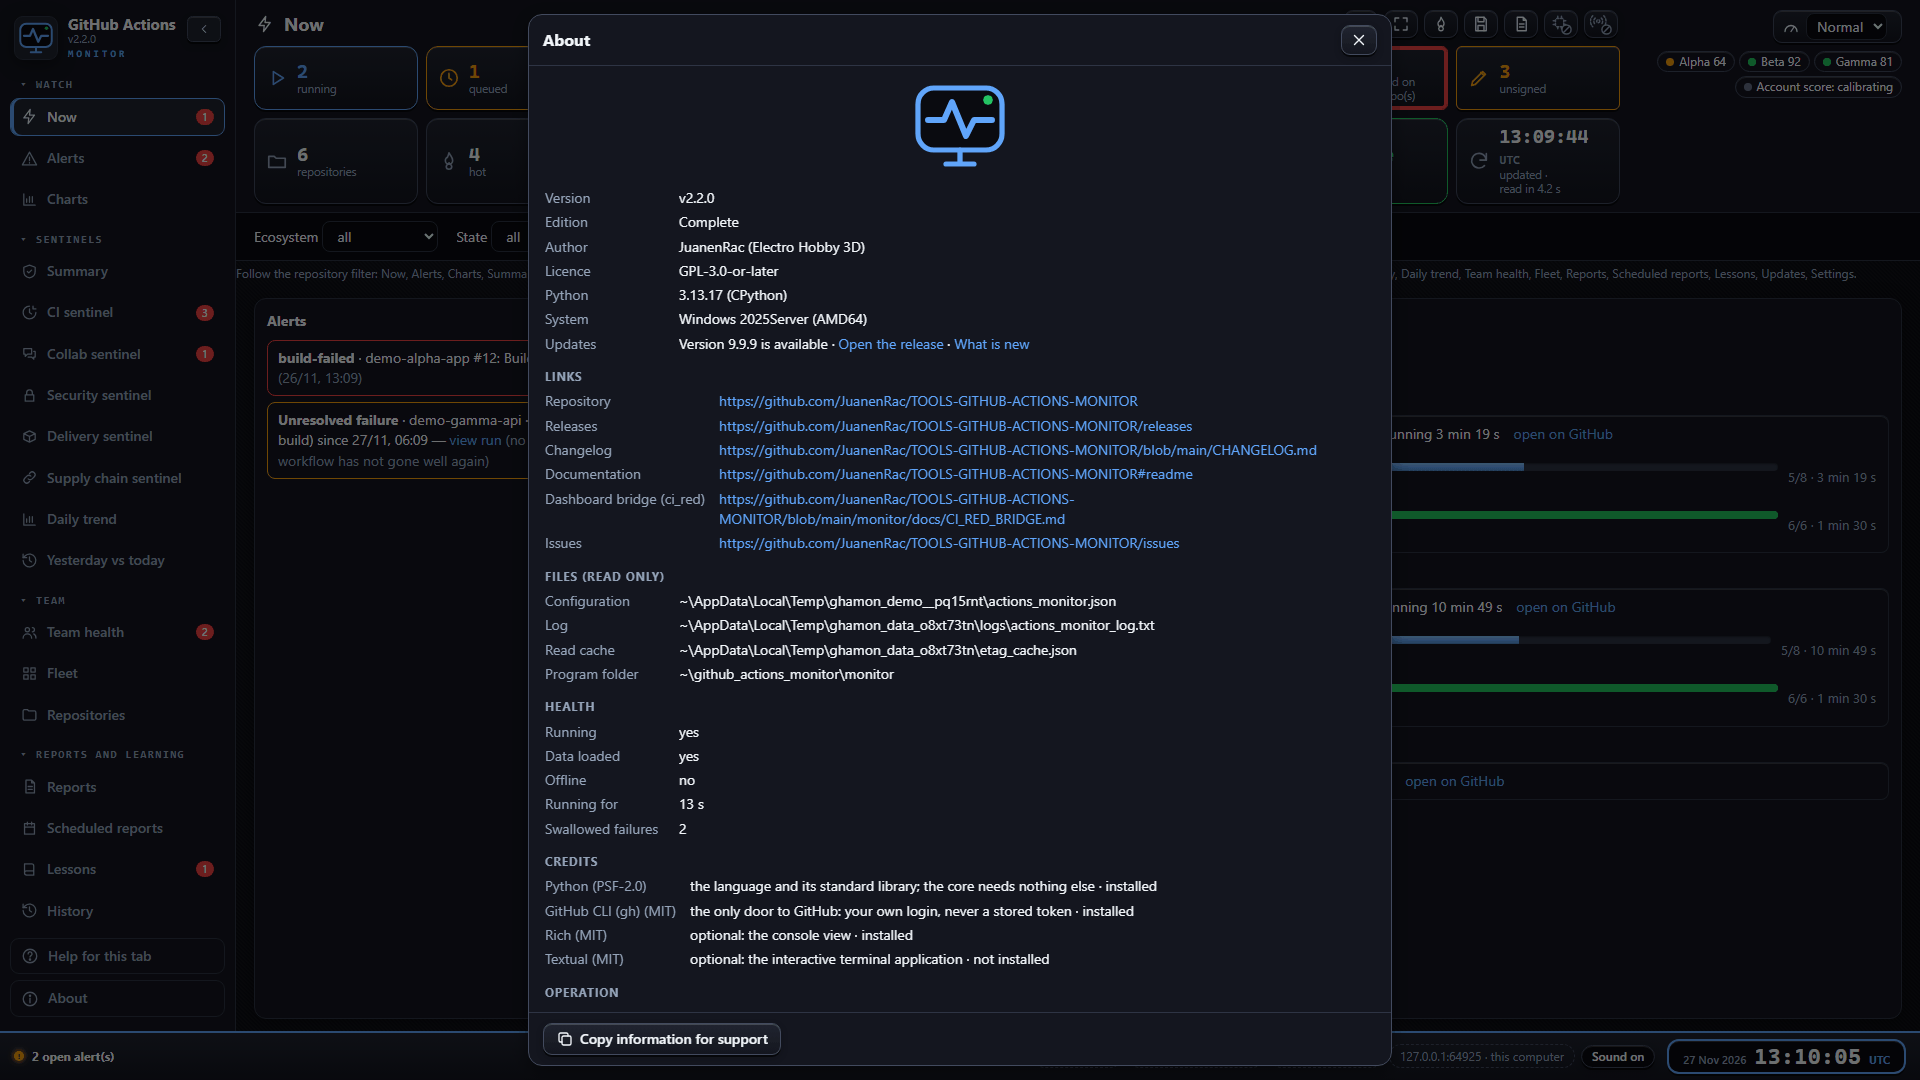 GitHub Actions
v2.2.0
MONITOR
WATCH
Now 1
Alerts 2
Charts
SENTINELS
Summary
CI sentinel 3
Collab sentinel 1
Security sentinel
Delivery sentinel
Supply chain sentinel
Daily trend
Yesterday vs today
TEAM
Team health 2
Fleet
Repositories
REPORTS AND LEARNING
Reports
Scheduled reports
Lessons 1
History
Help for this tab
About
2 open alert(s)
Now
2
running
1
queued
6
repositories
4
hot
Ecosystem all State all
Follow the repository filter: Now, Alerts, Charts, Summa
Alerts
build-failed · demo-alpha-app #12: Buil
(26/11, 13:09)
Unresolved failure · demo-gamma-api ·
build) since 27/11, 06:09 — view run (no
workflow has not gone well again)
About
Version v2.2.0
Edition Complete
Author JuanenRac (Electro Hobby 3D)
Licence GPL-3.0-or-later
Python 3.13.17 (CPython)
System Windows 2025Server (AMD64)
Updates Version 9.9.9 is available · Open the release · What is new
LINKS
Repository https://github.com/JuanenRac/TOOLS-GITHUB-ACTIONS-MONITOR
Releases https://github.com/JuanenRac/TOOLS-GITHUB-ACTIONS-MONITOR/releases
Changelog https://github.com/JuanenRac/TOOLS-GITHUB-ACTIONS-MONITOR/blob/main/CHANGELOG.md
Documentation https://github.com/JuanenRac/TOOLS-GITHUB-ACTIONS-MONITOR#readme
Dashboard bridge (ci_red) https://github.com/JuanenRac/TOOLS-GITHUB-ACTIONS-
MONITOR/blob/main/monitor/docs/CI_RED_BRIDGE.md
Issues https://github.com/JuanenRac/TOOLS-GITHUB-ACTIONS-MONITOR/issues
FILES (READ ONLY)
Configuration ~\AppData\Local\Temp\ghamon_demo__pq15rnt\actions_monitor.json
Log ~\AppData\Local\Temp\ghamon_data_o8xt73tn\logs\actions_monitor_log.txt
Read cache ~\AppData\Local\Temp\ghamon_data_o8xt73tn\etag_cache.json
Program folder ~\github_actions_monitor\monitor
HEALTH
Running yes
Data loaded yes
Offline no
Running for 13 s
Swallowed failures 2
CREDITS
Python (PSF-2.0) the language and its standard library; the core needs nothing else · installed
GitHub CLI (gh) (MIT) the only door to GitHub: your own login, never a stored token · installed
Rich (MIT) optional: the console view · installed
Textual (MIT) optional: the interactive terminal application · not installed
OPERATION
Copy information for support
Normal
d on
oo(s)
3
unsigned
Alpha 64 Beta 92 Gamma 81
Account score: calibrating
13:09:44
UTC
updated ·
read in 4.2 s
, Daily trend, Team health, Fleet, Reports, Scheduled reports, Lessons, Updates, Settings.
unning 3 min 19 s open on GitHub
5/8 · 3 min 19 s
6/6 · 1 min 30 s
nning 10 min 49 s open on GitHub
5/8 · 10 min 49 s
6/6 · 1 min 30 s
open on GitHub
127.0.0.1:64925 · this computer
Sound on
27 Nov 2026 13:10:05 UTC